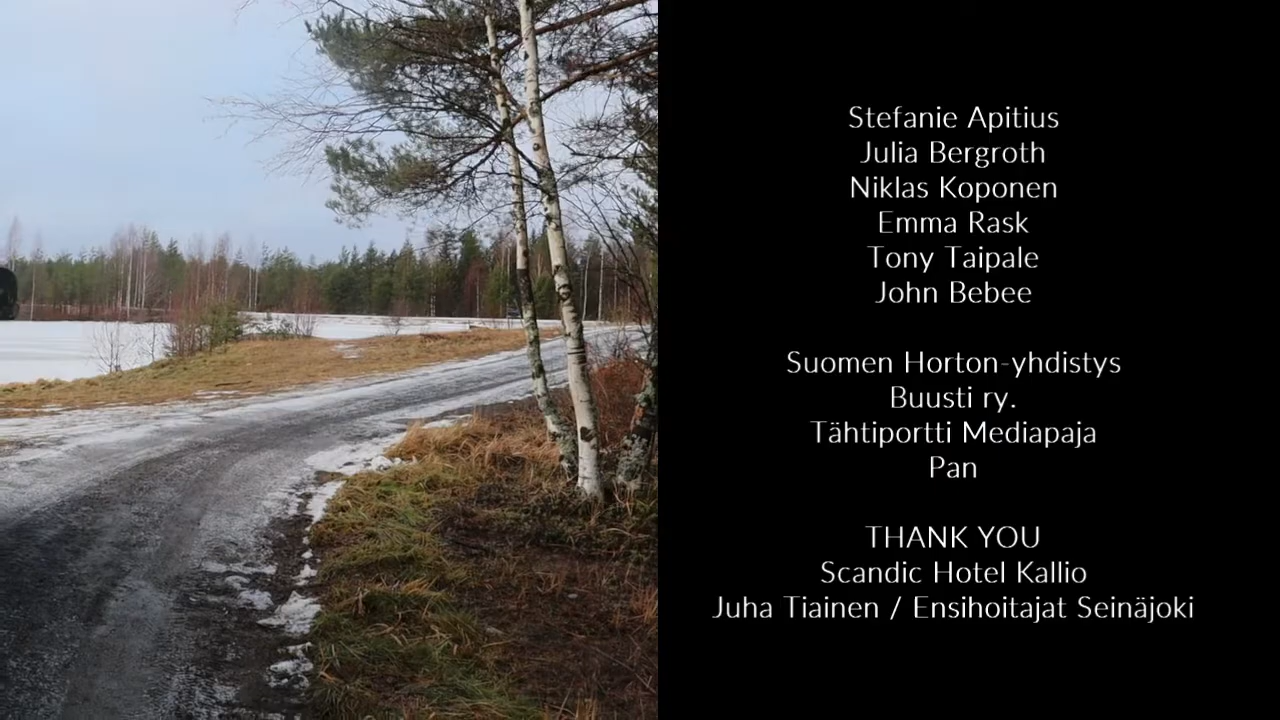 Stefanie Apitius
Julia Bergroth
Niklas Koponen
Emma Rask
Tony Taipale
John Bebee
Suomen Horton-yhdistys
Buusti ry.
Tähtiportti Mediapaja
Pan
THANK YOU
Scandic Hotel Kallio
Juha Tiainen / Ensihoitajat Seinäjoki